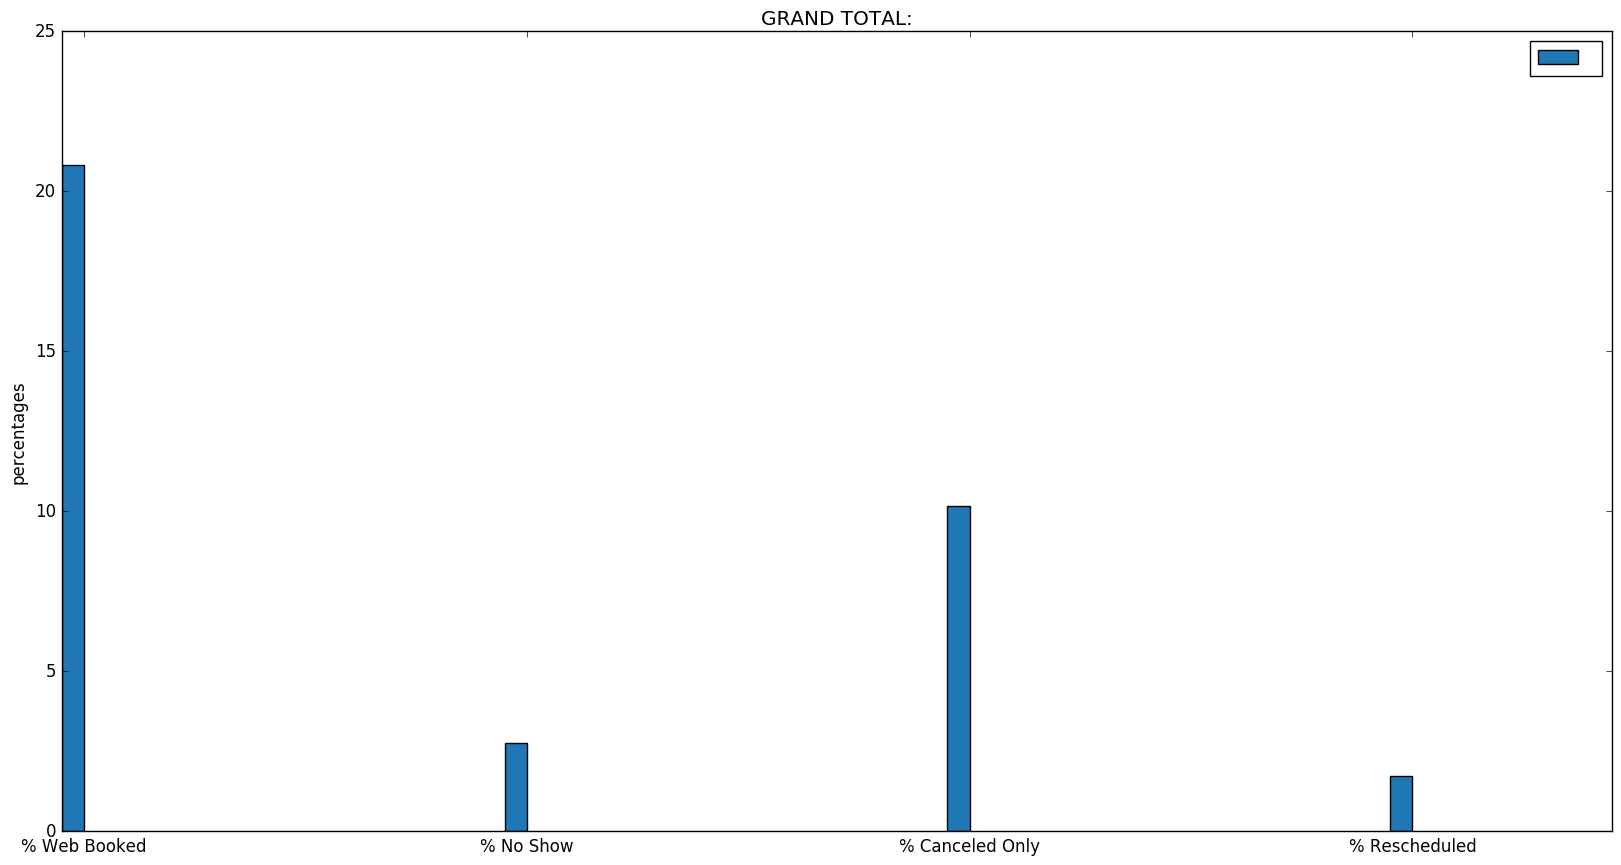 GRAND TOTAL:
25
20
15
10
5
0
percentages
% Web Booked
% No Show
% Canceled Only
% Rescheduled